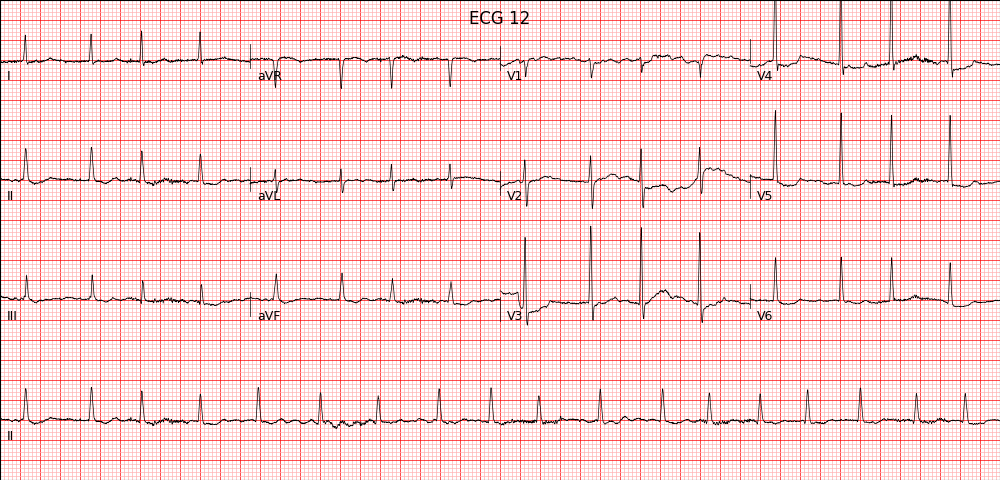 ECG 12
I aVR V1 V4
II aVL V2 V5
III aVF V3 V6
II